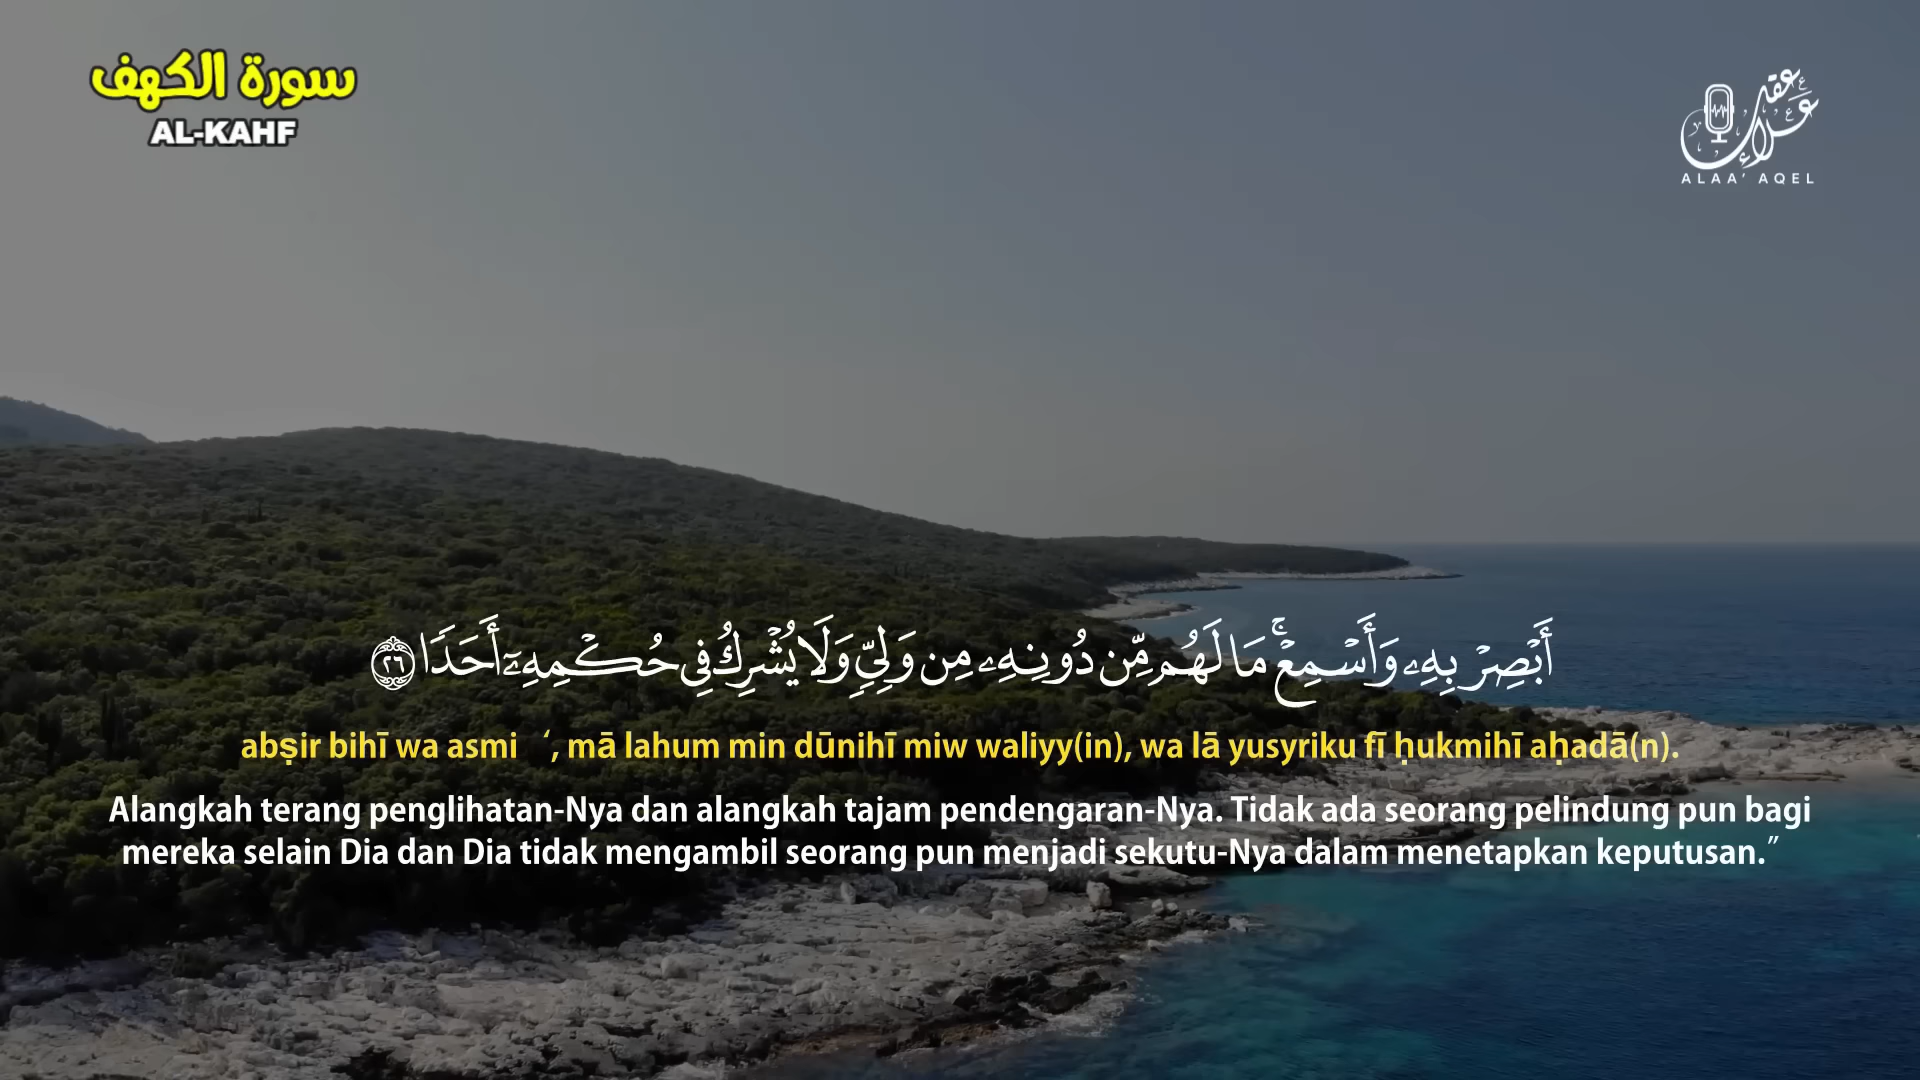 سورة الكهف
AL-KAHF
علاء عقل
ALAA' AQEL
أَبْصِرْ بِهِۦ وَأَسْمِعْ ۚ مَا لَهُم مِّن دُونِهِۦ مِن وَلِيٍّ وَلَا يُشْرِكُ فِى حُكْمِهِۦٓ أَحَدًا ٢٦
abṣir bihī wa asmi ‘, mā lahum min dūnihī miw waliyy(in), wa lā yusyriku fī ḥukmihī aḥadā(n).
Alangkah terang penglihatan-Nya dan alangkah tajam pendengaran-Nya. Tidak ada seorang pelindung pun bagi
mereka selain Dia dan Dia tidak mengambil seorang pun menjadi sekutu-Nya dalam menetapkan keputusan.”